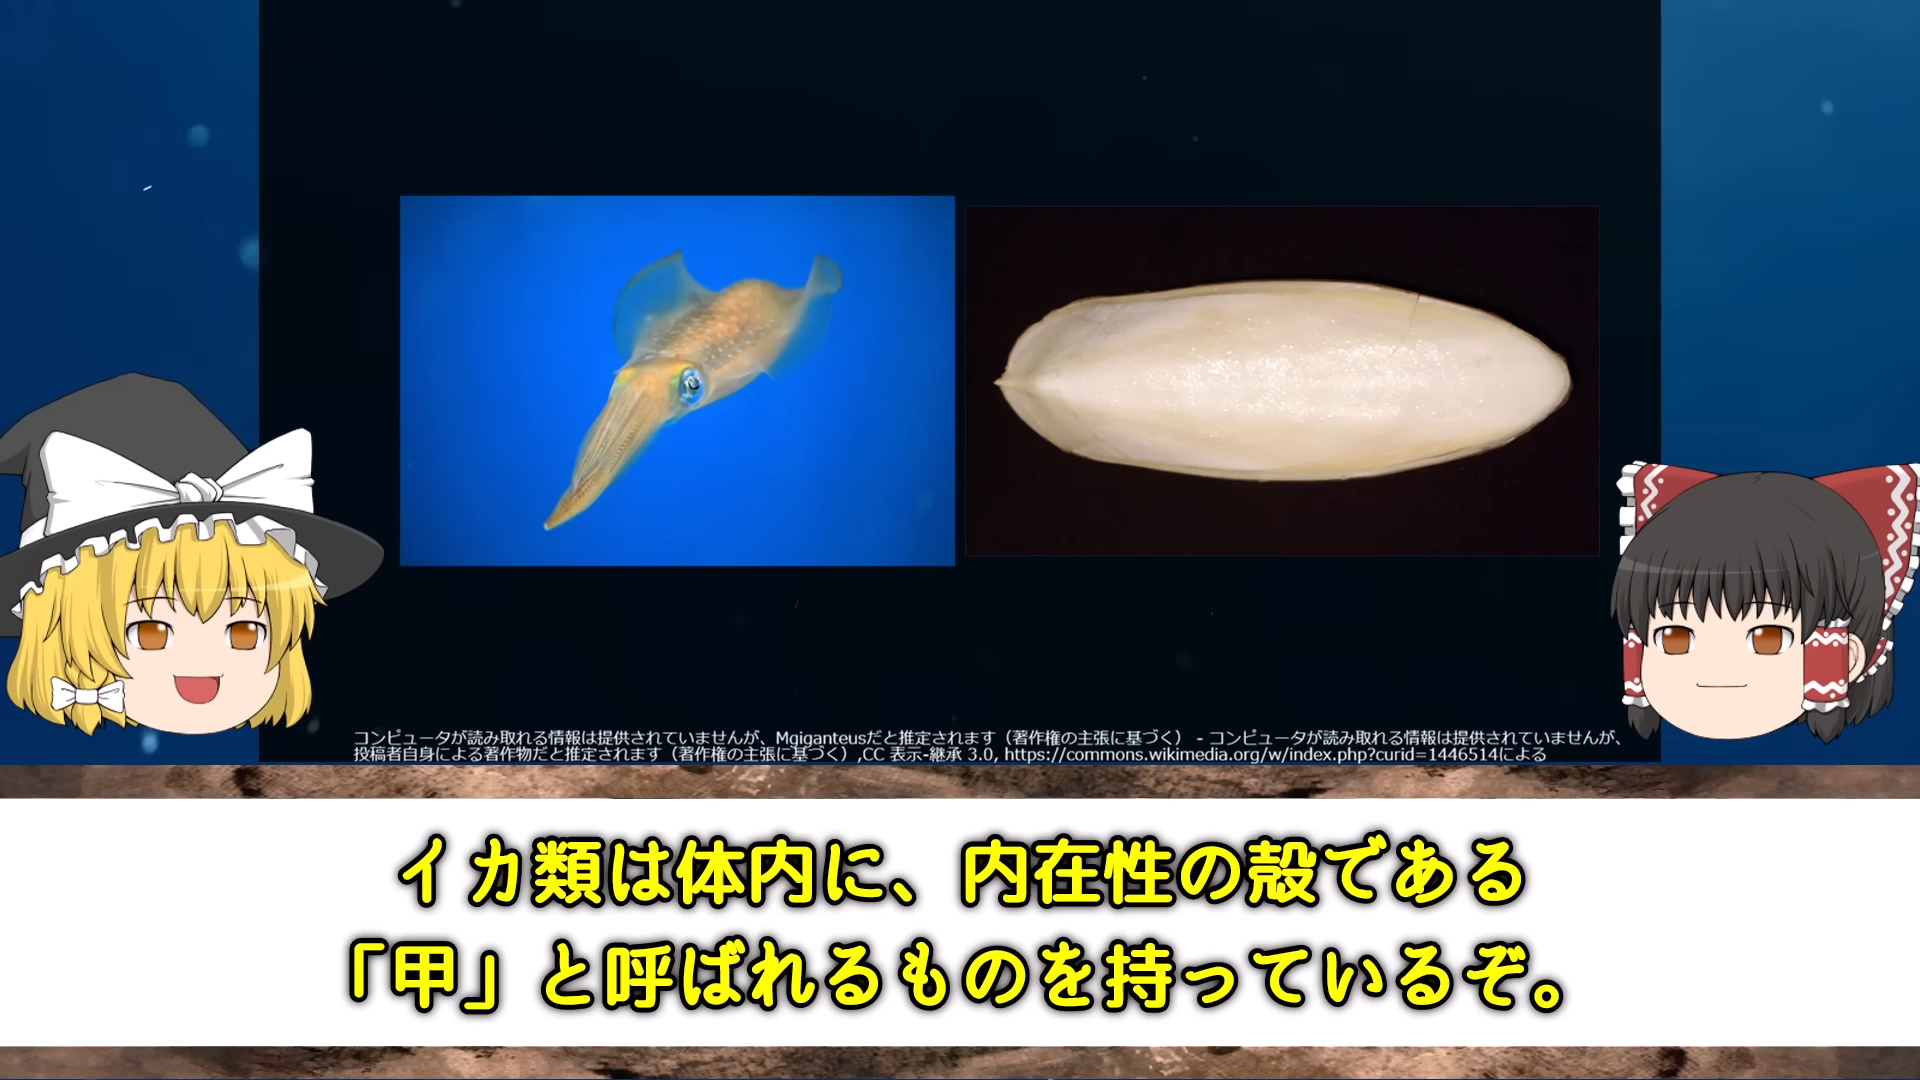 コンピュータが読み取れる情報は提供されていませんが、Mgiganteusだと推定されます（著作権の主張に基づく） - コンピュータが読み取れる情報は提供されていませんが、
投稿者自身による著作物だと推定されます（著作権の主張に基づく）,CC 表示-継承 3.0, https://commons.wikimedia.org/w/index.php?curid=1446514による
イカ類は体内に、内在性の殻である
「甲」と呼ばれるものを持っているぞ。